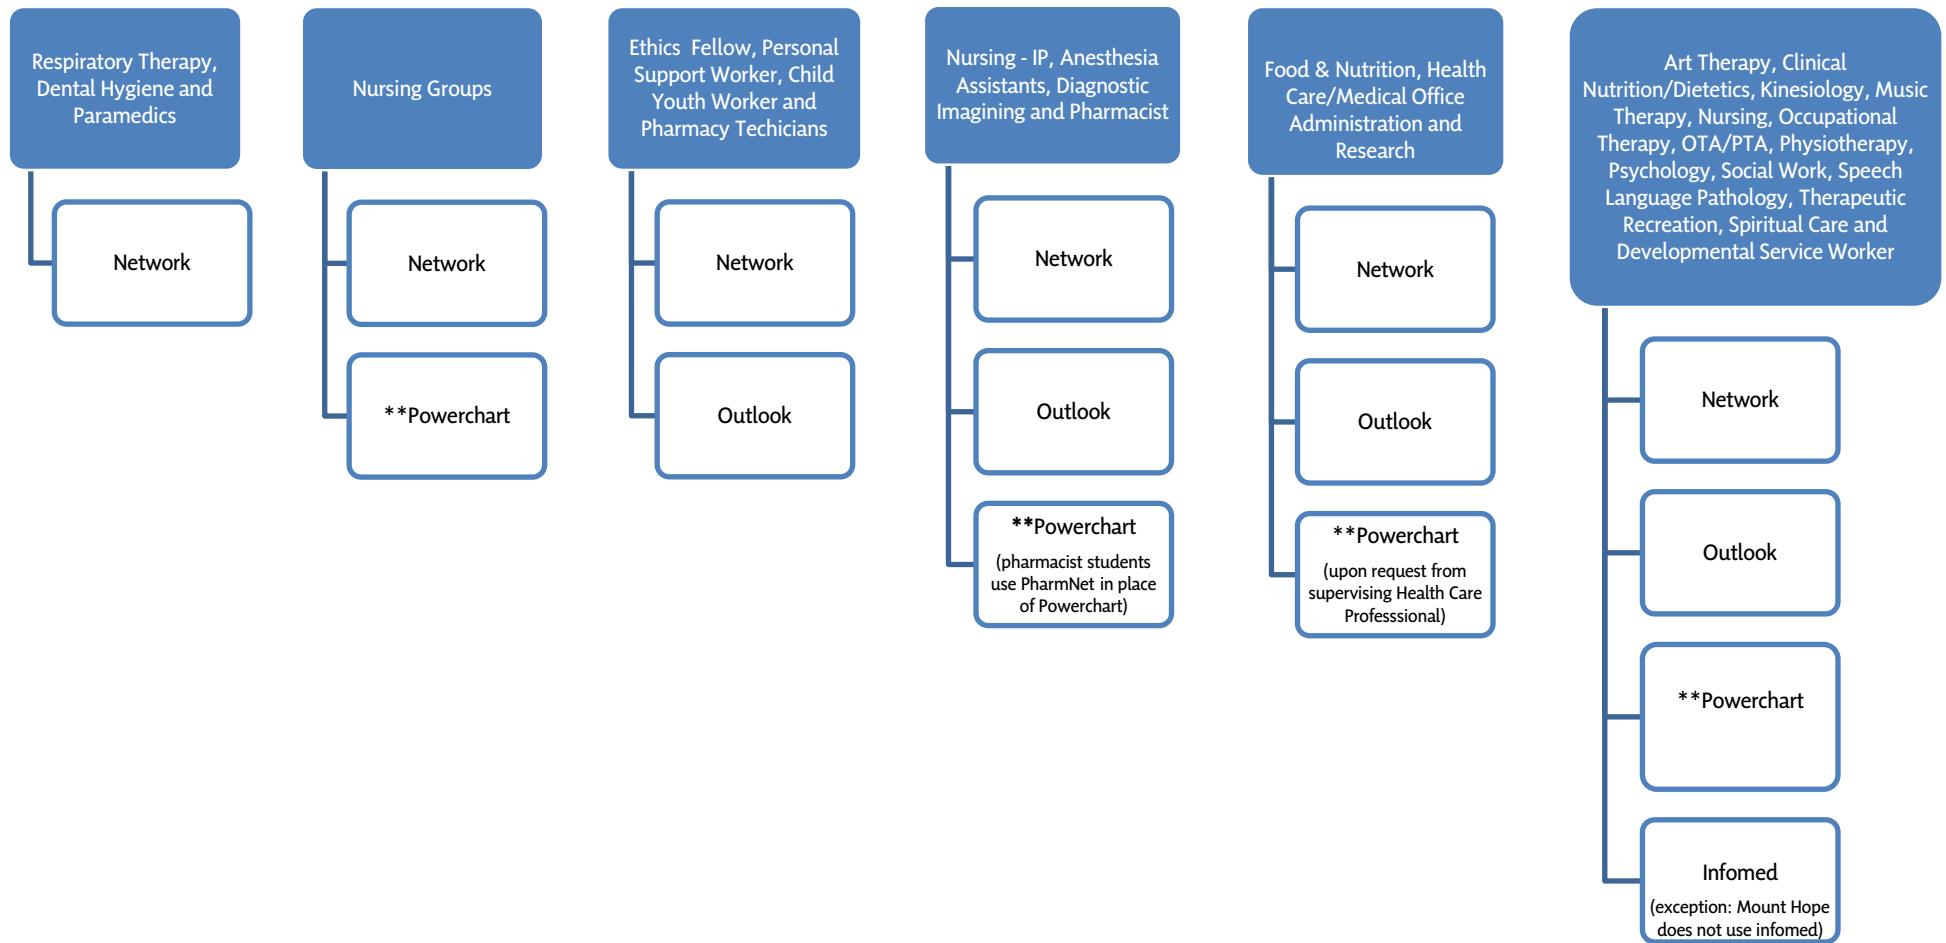 Respiratory Therapy,
Dental Hygiene and
Paramedics
Network
Nursing Groups
Network
**Powerchart
Ethics Fellow, Personal
Support Worker, Child
Youth Worker and
Pharmacy Techicians
Network
Outlook
Nursing - IP, Anesthesia
Assistants, Diagnostic
Imagining and Pharmacist
Network
Outlook
**Powerchart
(pharmacist students
use PharmNet in place
of Powerchart)
Food & Nutrition, Health
Care/Medical Office
Administration and
Research
Network
Outlook
**Powerchart
(upon request from
supervising Health Care
Professsional)
Art Therapy, Clinical
Nutrition/Dietetics, Kinesiology, Music
Therapy, Nursing, Occupational
Therapy, OTA/PTA, Physiotherapy,
Psychology, Social Work, Speech
Language Pathology, Therapeutic
Recreation, Spiritual Care and
Developmental Service Worker
Network
Outlook
**Powerchart
Infomed
(exception: Mount Hope
does not use infomed)